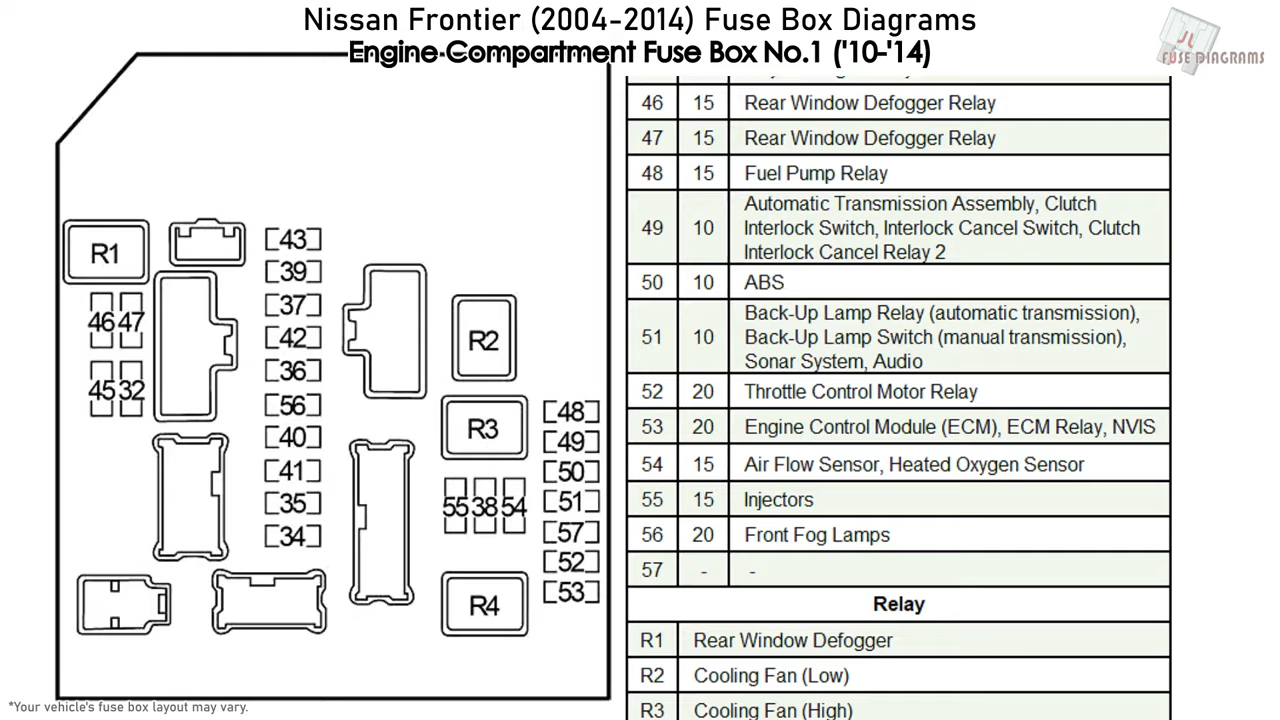 Nissan Frontier (2004-2014) Fuse Box Diagrams
Engine Compartment Fuse Box No.1 ('10-'14)
JL
FUSE DIAGRAMS
R1
43
39
37
42
36
56
40
41
35
34
46 47
45 32
R2
R3
55 38 54
R4
48
49
50
51
57
52
53
46 15 Rear Window Defogger Relay
47 15 Rear Window Defogger Relay
48 15 Fuel Pump Relay
49 10 Automatic Transmission Assembly, Clutch
Interlock Switch, Interlock Cancel Switch, Clutch
Interlock Cancel Relay 2
50 10 ABS
51 10 Back-Up Lamp Relay (automatic transmission),
Back-Up Lamp Switch (manual transmission),
Sonar System, Audio
52 20 Throttle Control Motor Relay
53 20 Engine Control Module (ECM), ECM Relay, NVIS
54 15 Air Flow Sensor, Heated Oxygen Sensor
55 15 Injectors
56 20 Front Fog Lamps
57 - -
Relay
R1 Rear Window Defogger
R2 Cooling Fan (Low)
R3 Cooling Fan (High)
*Your vehicle's fuse box layout may vary.